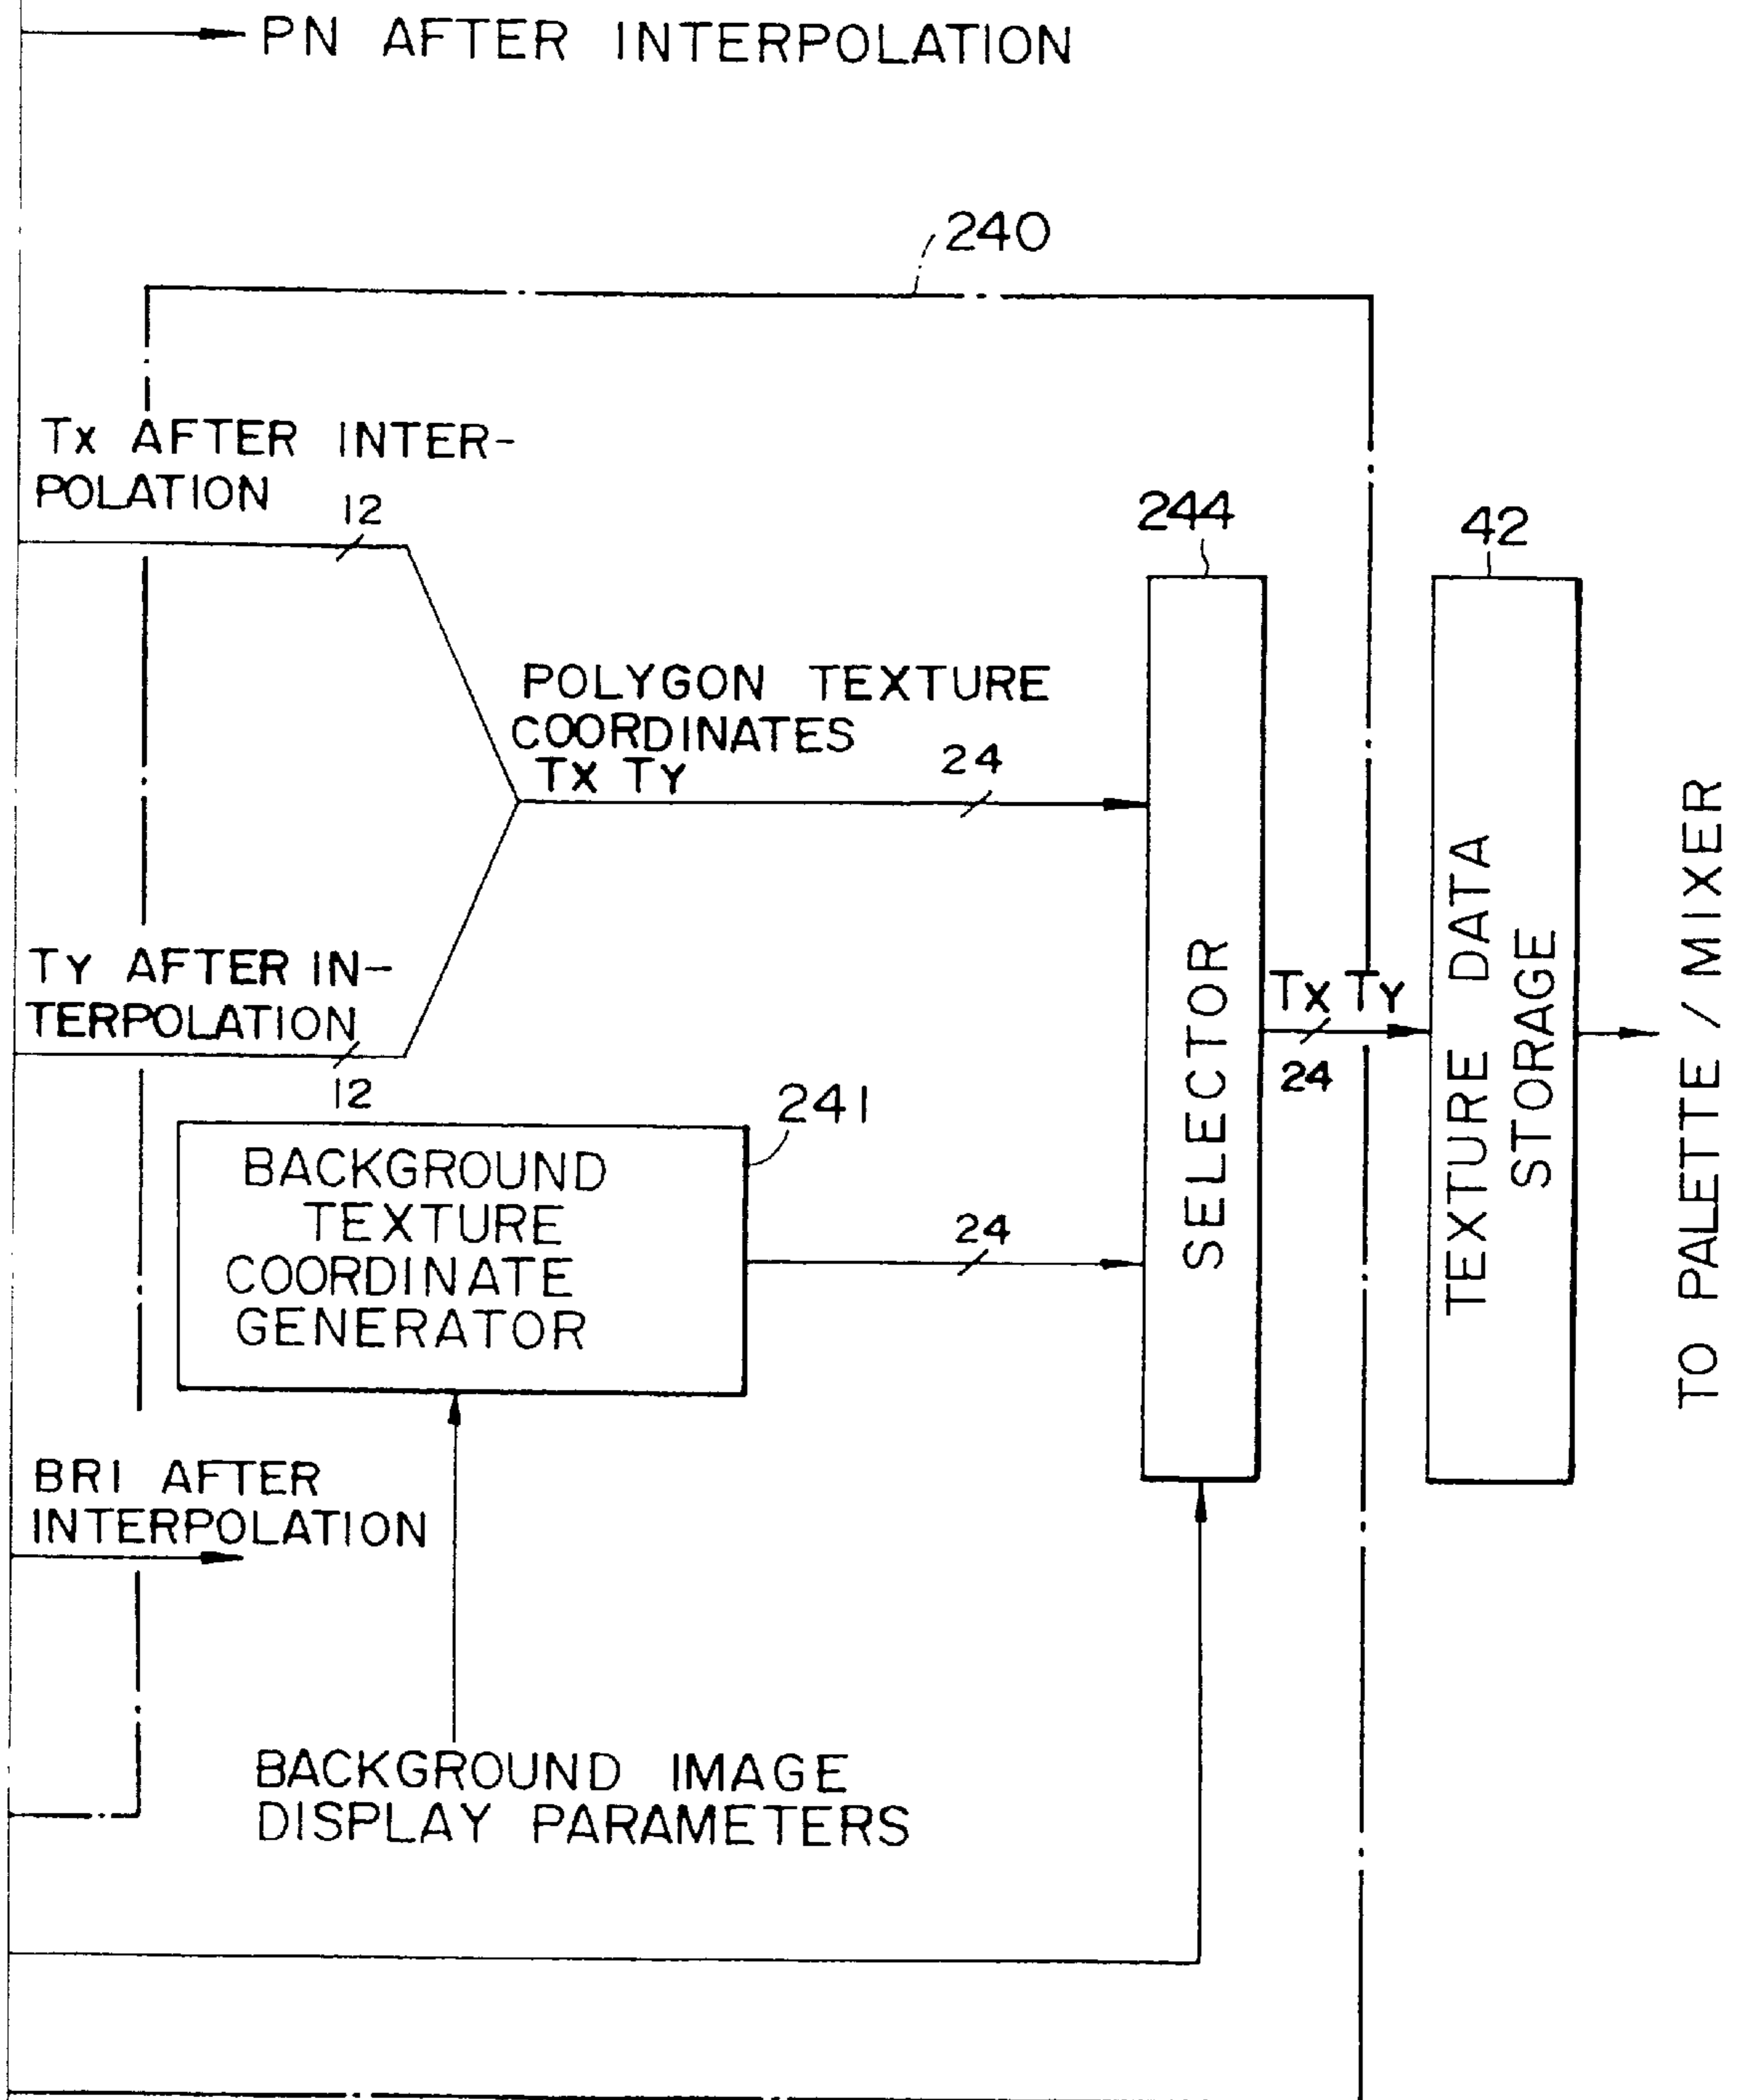 PN AFTER INTERPOLATION
240
Tx AFTER INTER-
POLATION
12
244
42
POLYGON TEXTURE
COORDINATES
TX TY
24
TY AFTER IN-
TERPOLATION
12
TX TY
24
SELECTOR
TEXTURE DATA
STORAGE
TO PALETTE / MIXER
241
BACKGROUND
TEXTURE
COORDINATE
GENERATOR
24
BRI AFTER
INTERPOLATION
BACKGROUND IMAGE
DISPLAY PARAMETERS